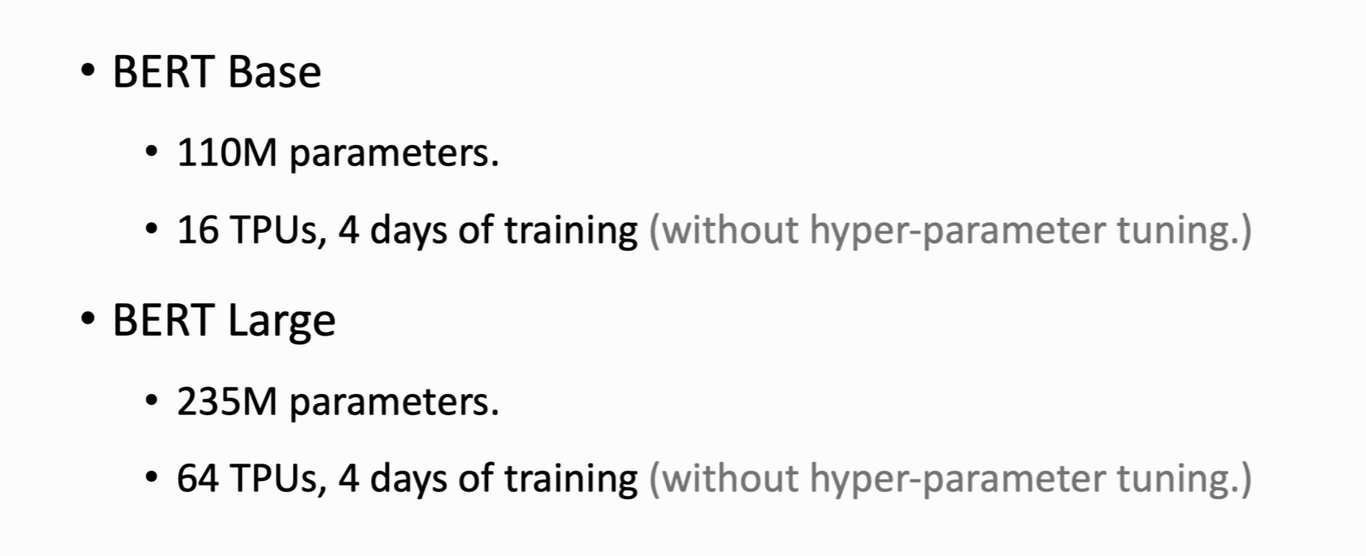 • BERT Base
• 110M parameters.
• 16 TPUs, 4 days of training (without hyper-parameter tuning.)
• BERT Large
• 235M parameters.
• 64 TPUs, 4 days of training (without hyper-parameter tuning.)